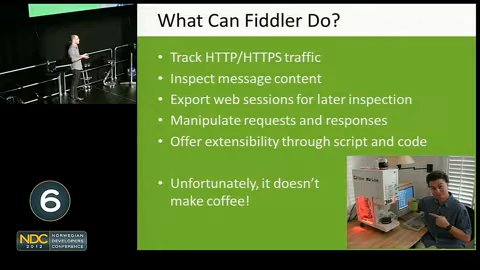 What Can Fiddler Do?
• Track HTTP/HTTPS traffic
• Inspect message content
• Export web sessions for later inspection
• Manipulate requests and responses
• Offer extensibility through script and code
• Unfortunately, it doesn't
make coffee!
6
NDC
2012
NORWEGIAN
DEVELOPERS
CONFERENCE